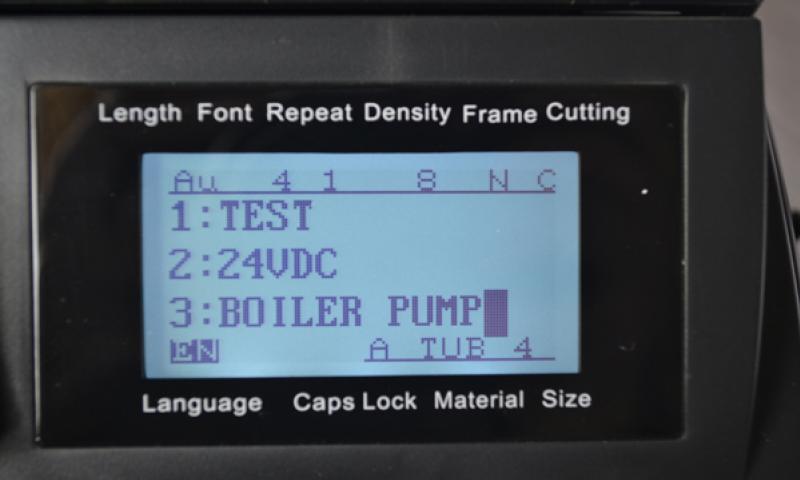 Length Font Repeat Density Frame Cutting
Au 4 1 8 N C
1:TEST
2:24VDC
3:BOILER PUMP
EN A TUB 4
Language Caps Lock Material Size